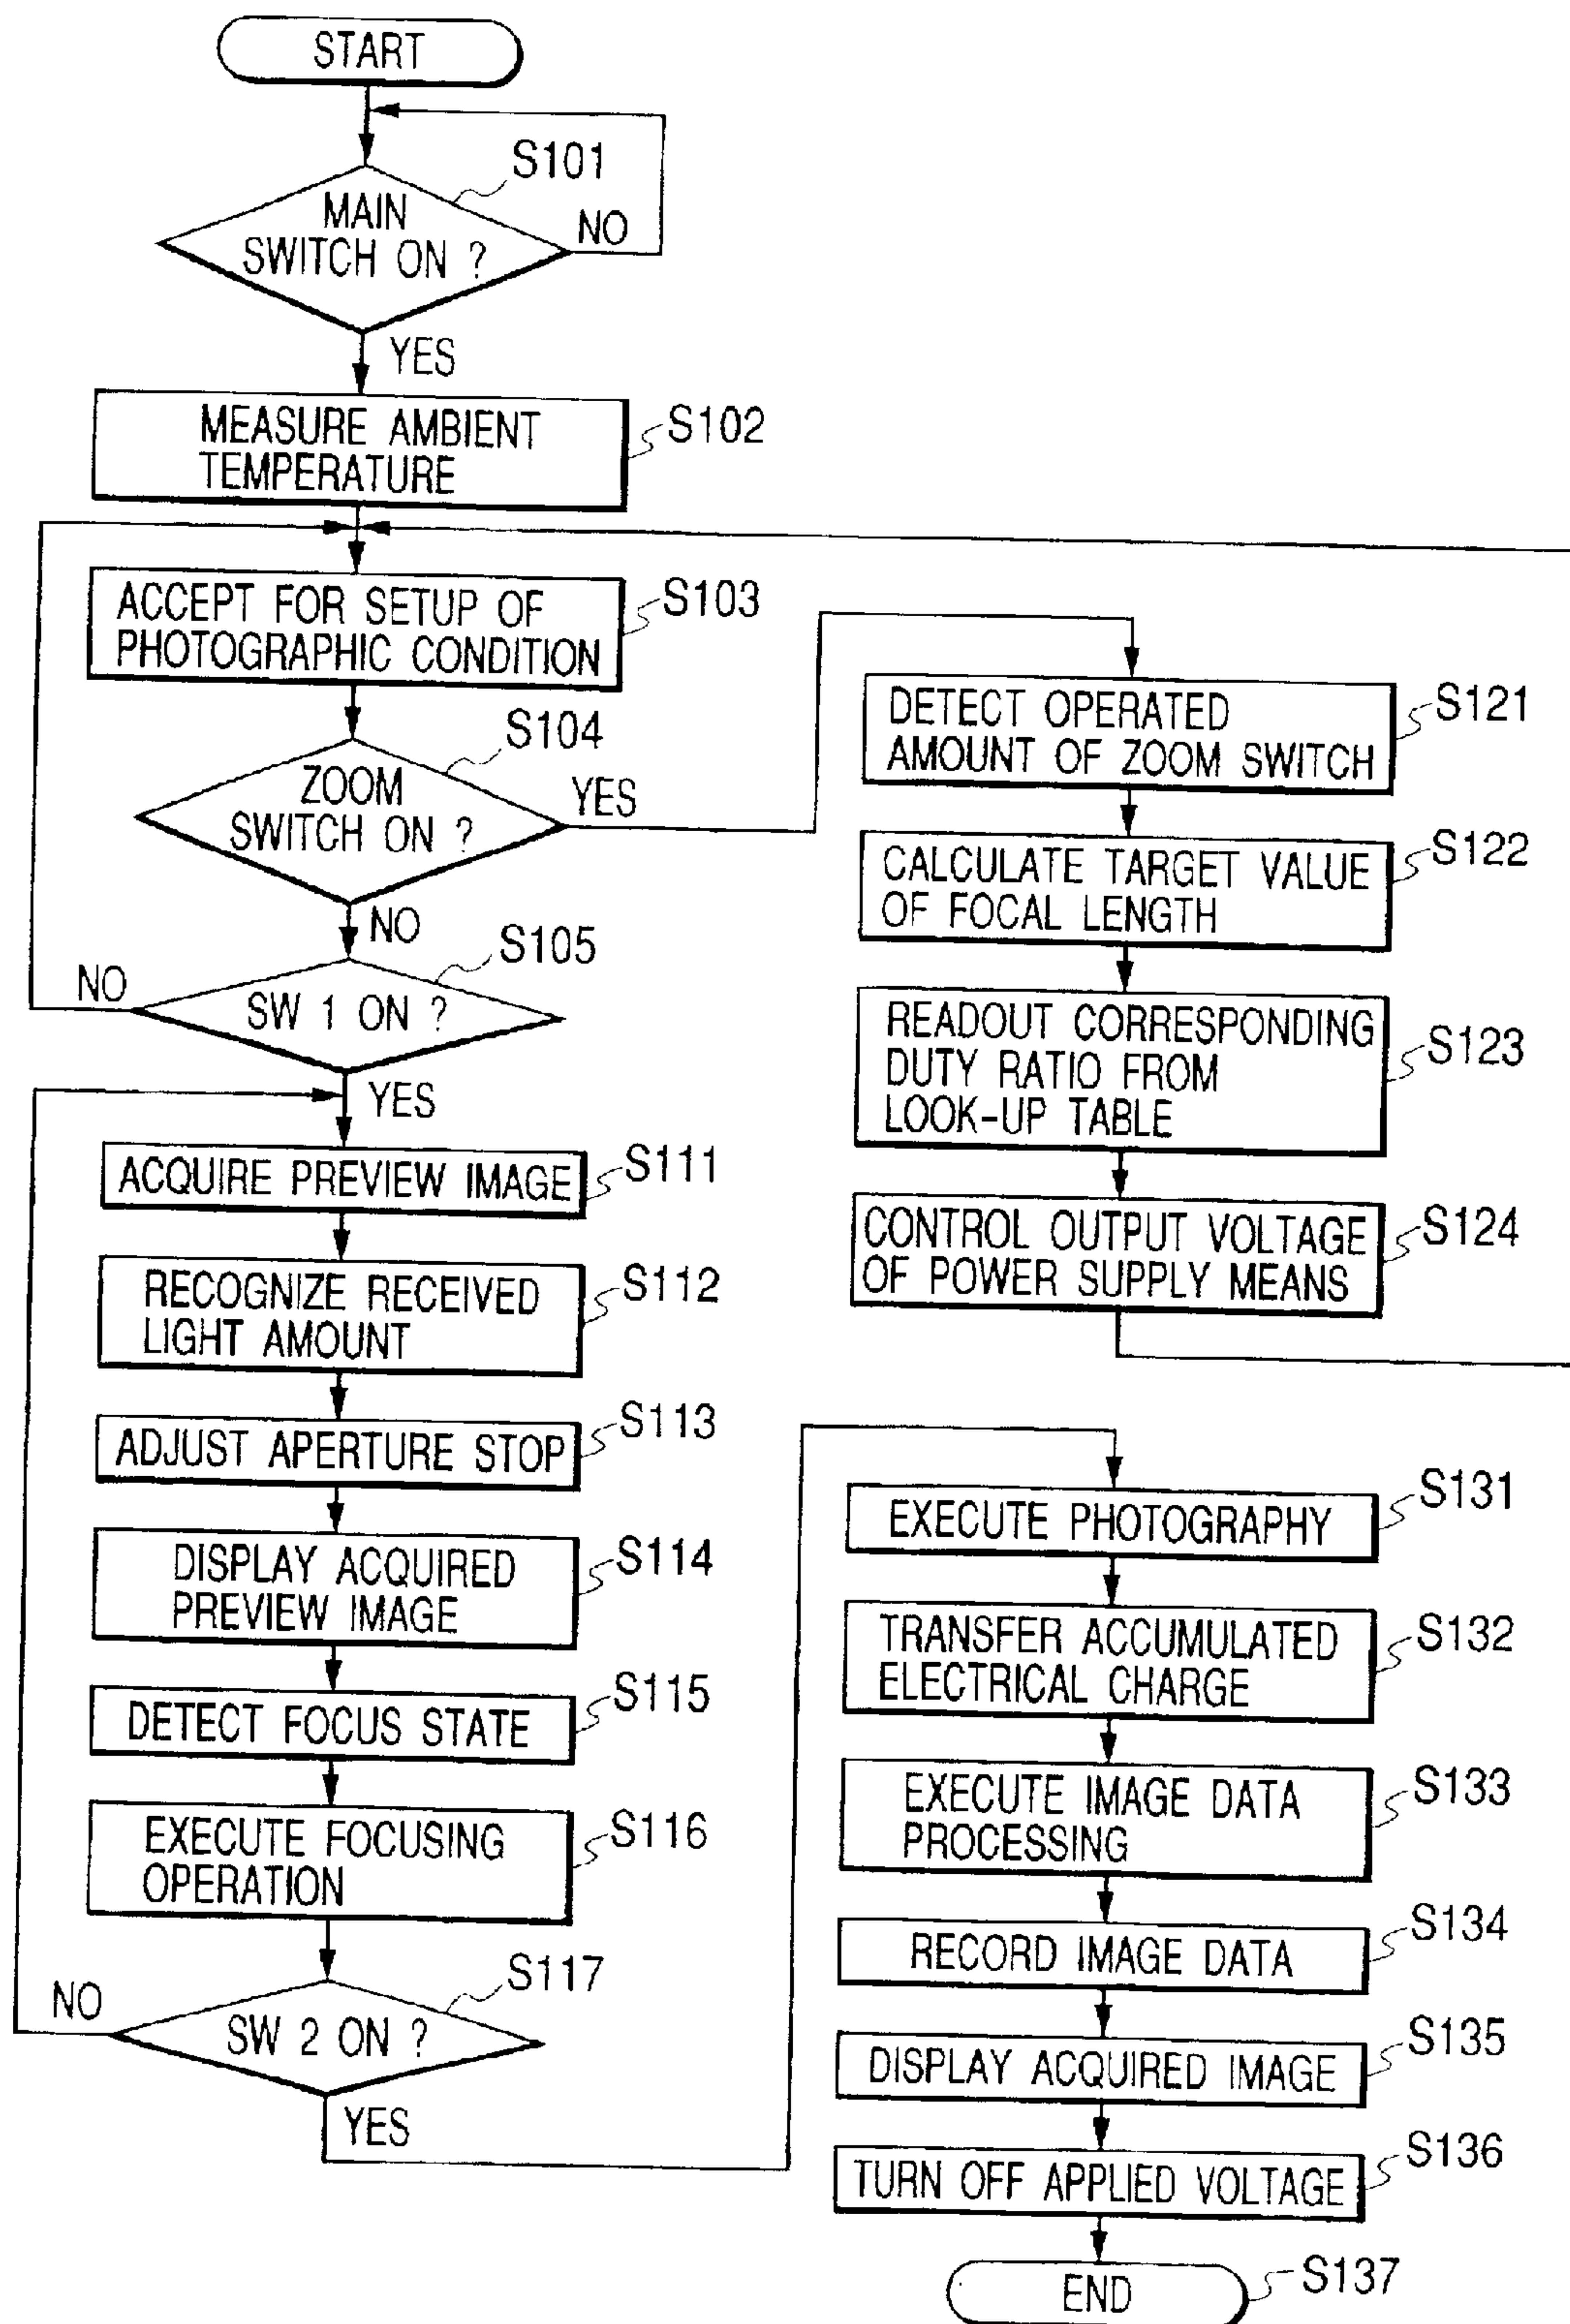 START
S101
MAIN
SWITCH ON ?
NO
YES
MEASURE AMBIENT
TEMPERATURE
S102
ACCEPT FOR SETUP OF
PHOTOGRAPHIC CONDITION
S103
S104
ZOOM
SWITCH ON ?
YES
NO
S105
NO
SW 1 ON ?
YES
ACQUIRE PREVIEW IMAGE
S111
RECOGNIZE RECEIVED
LIGHT AMOUNT
S112
ADJUST APERTURE STOP
S113
DISPLAY ACQUIRED
PREVIEW IMAGE
S114
DETECT FOCUS STATE
S115
EXECUTE FOCUSING
OPERATION
S116
S117
NO
SW 2 ON ?
YES
DETECT OPERATED
AMOUNT OF ZOOM SWITCH
S121
CALCULATE TARGET VALUE
OF FOCAL LENGTH
S122
READOUT CORRESPONDING
DUTY RATIO FROM
LOOK-UP TABLE
S123
CONTROL OUTPUT VOLTAGE
OF POWER SUPPLY MEANS
S124
EXECUTE PHOTOGRAPHY
S131
TRANSFER ACCUMULATED
ELECTRICAL CHARGE
S132
EXECUTE IMAGE DATA
PROCESSING
S133
RECORD IMAGE DATA
S134
DISPLAY ACQUIRED IMAGE
S135
TURN OFF APPLIED VOLTAGE
S136
END
S137